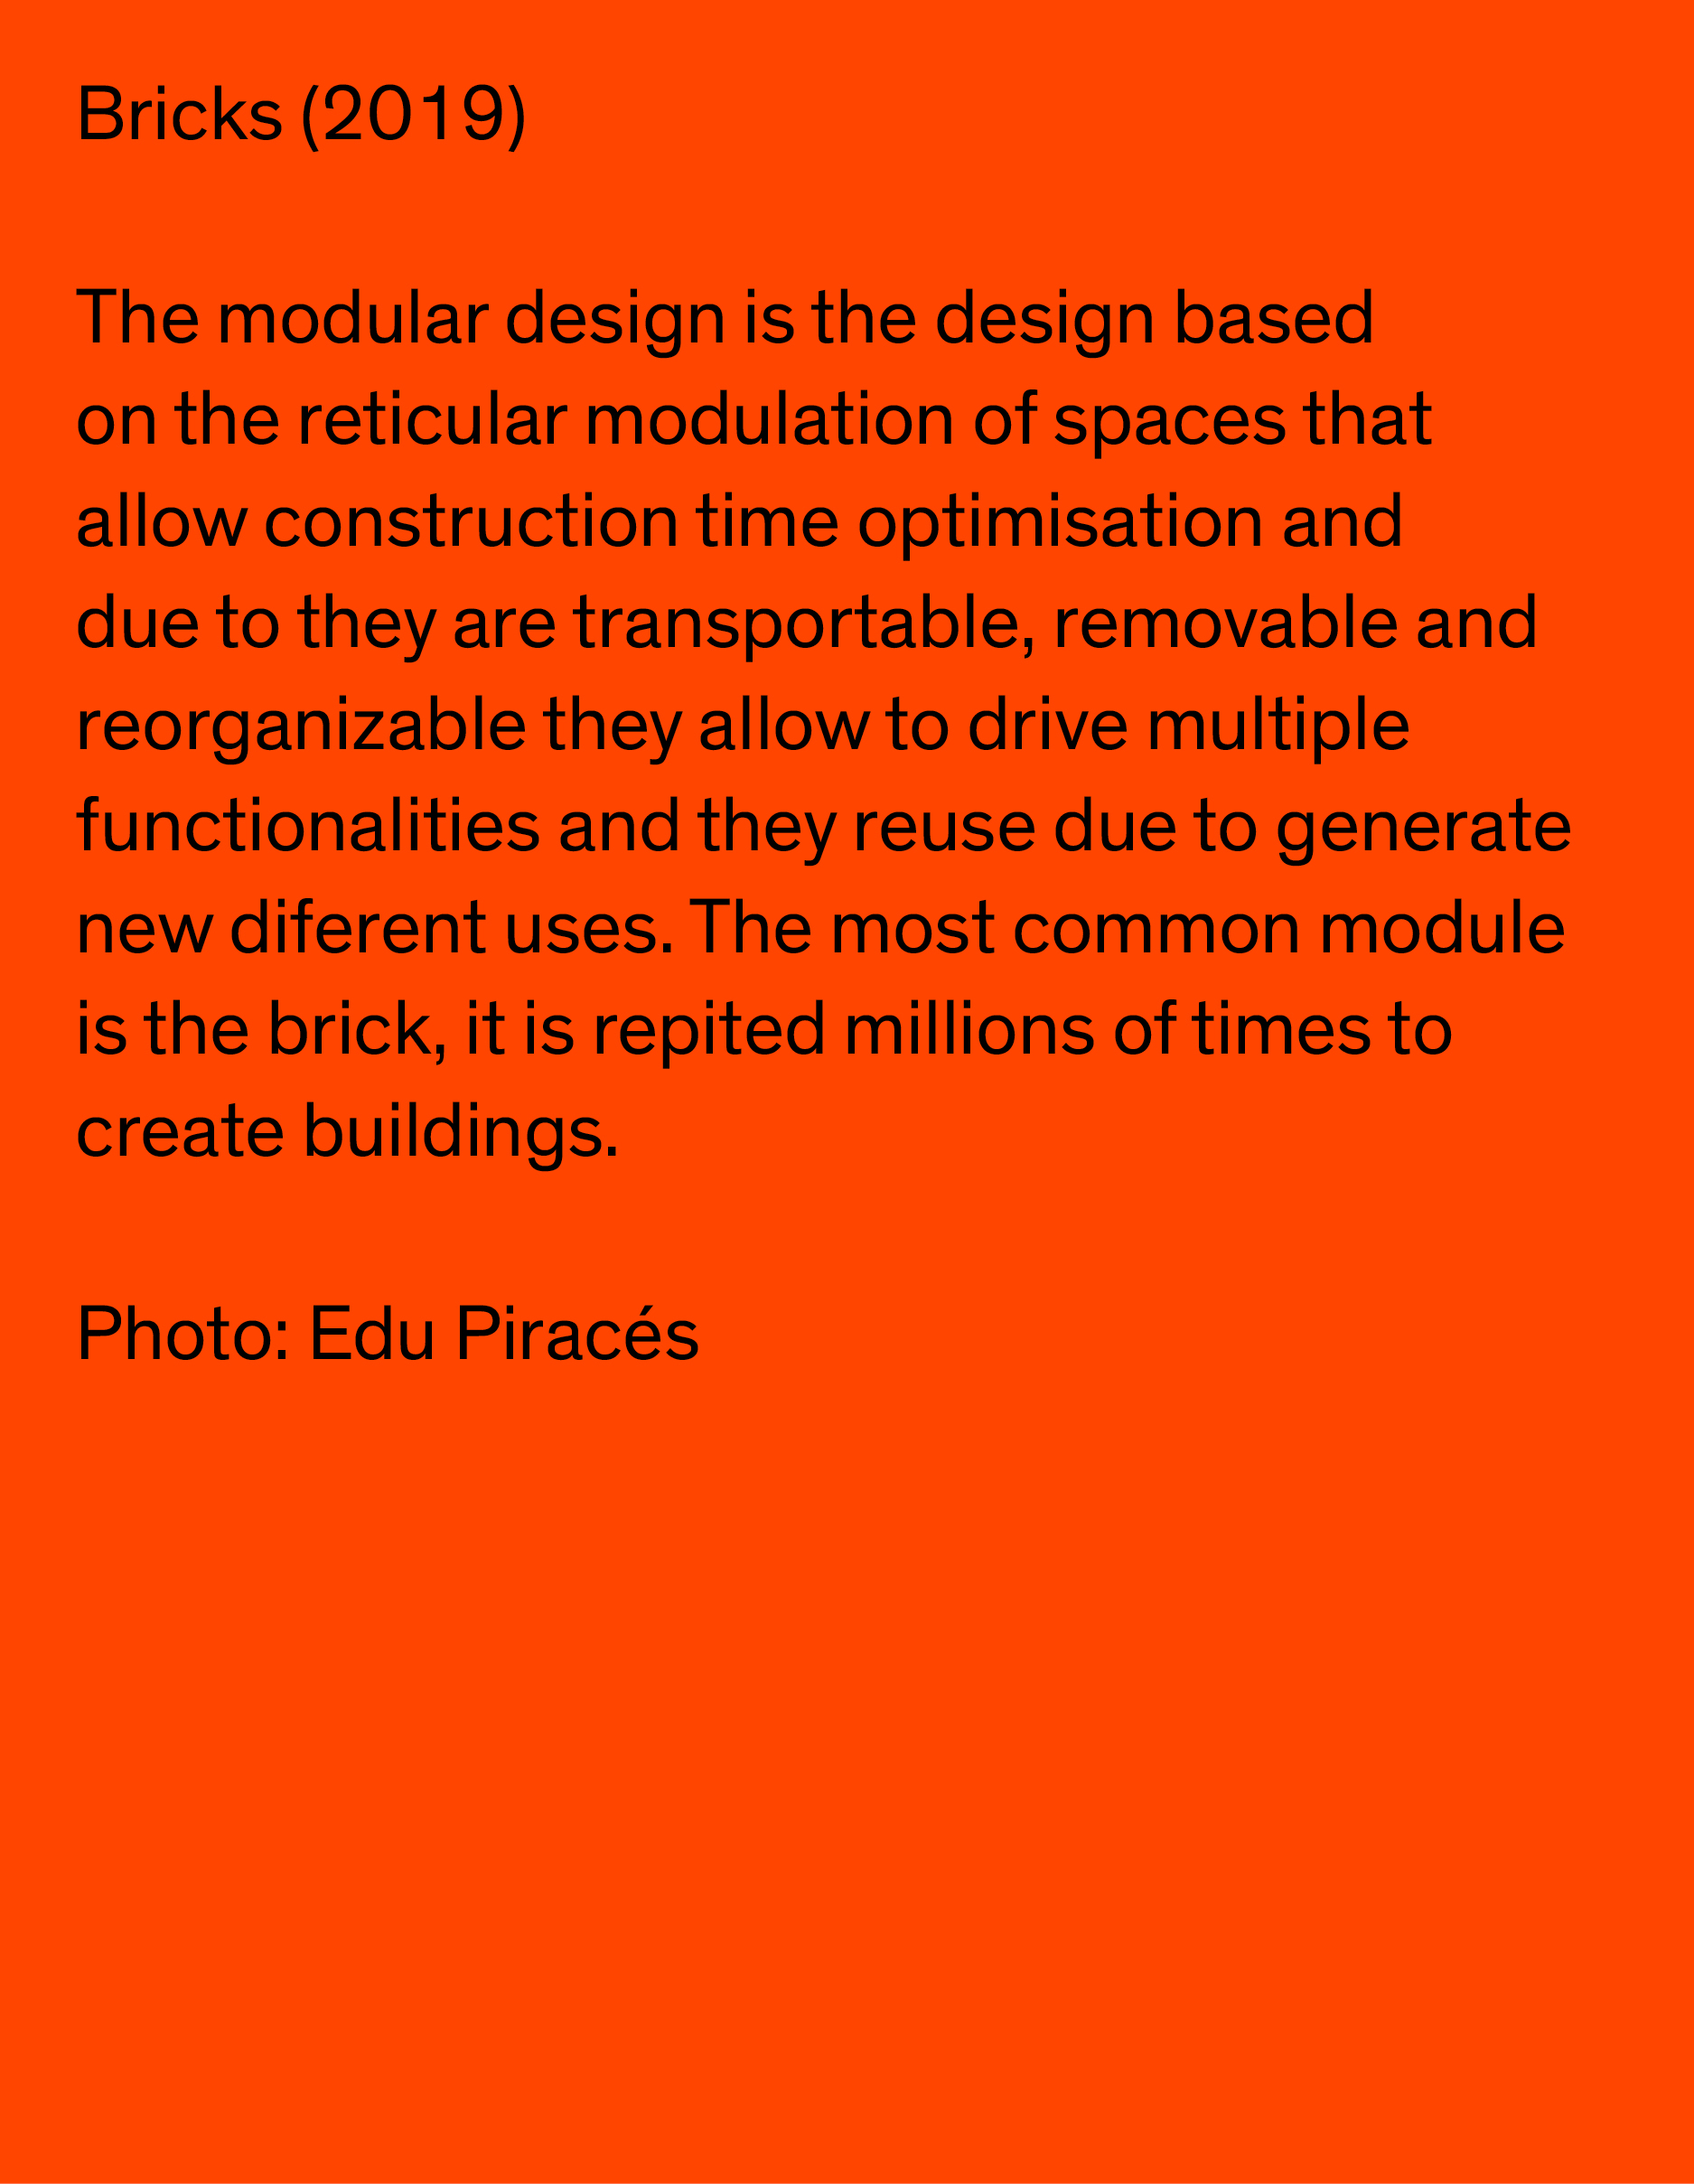 Bricks (2019)
The modular design is the design based
on the reticular modulation of spaces that
allow construction time optimisation and
due to they are transportable, removable and
reorganizable they allow to drive multiple
functionalities and they reuse due to generate
new diferent uses. The most common module
is the brick, it is repited millions of times to
create buildings.
Photo: Edu Piracés